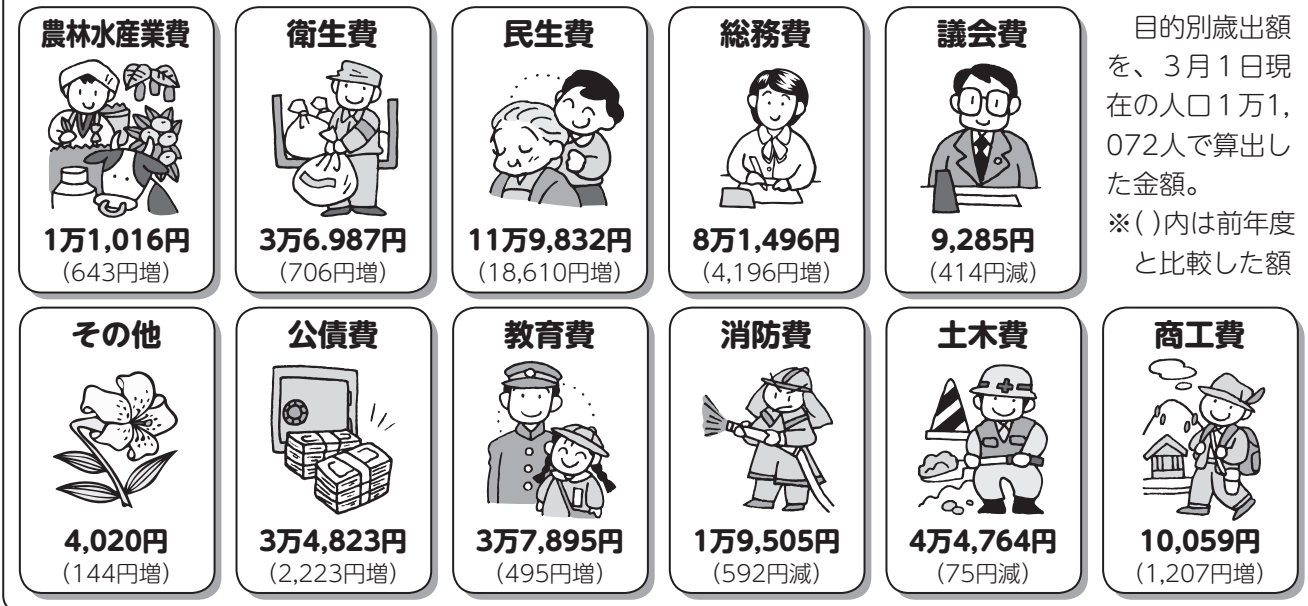 農林水産業費
1万1,016円
(643円増)
衛生費
3万6.987円
(706円増)
民生費
11万9,832円
(18,610円増)
総務費
8万1,496円
(4,196円増)
議会費
9,285円
(414円減)
目的別歳出額
を、3月1日現
在の人口1万1,
072人で算出し
た金額。
※( )内は前年度
と比較した額
その他
4,020円
(144円増)
公債費
3万4,823円
(2,223円増)
教育費
3万7,895円
(495円増)
消防費
1万9,505円
(592円減)
土木費
4万4,764円
(75円減)
商工費
10,059円
(1,207円増)